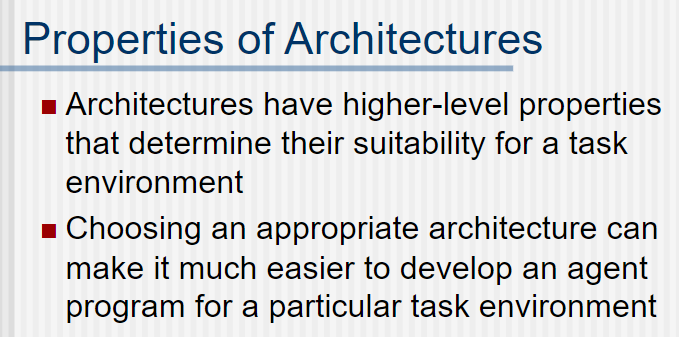 Properties of Architectures
Architectures have higher-level properties
that determine their suitability for a task
environment
Choosing an appropriate architecture can
make it much easier to develop an agent
program for a particular task environment